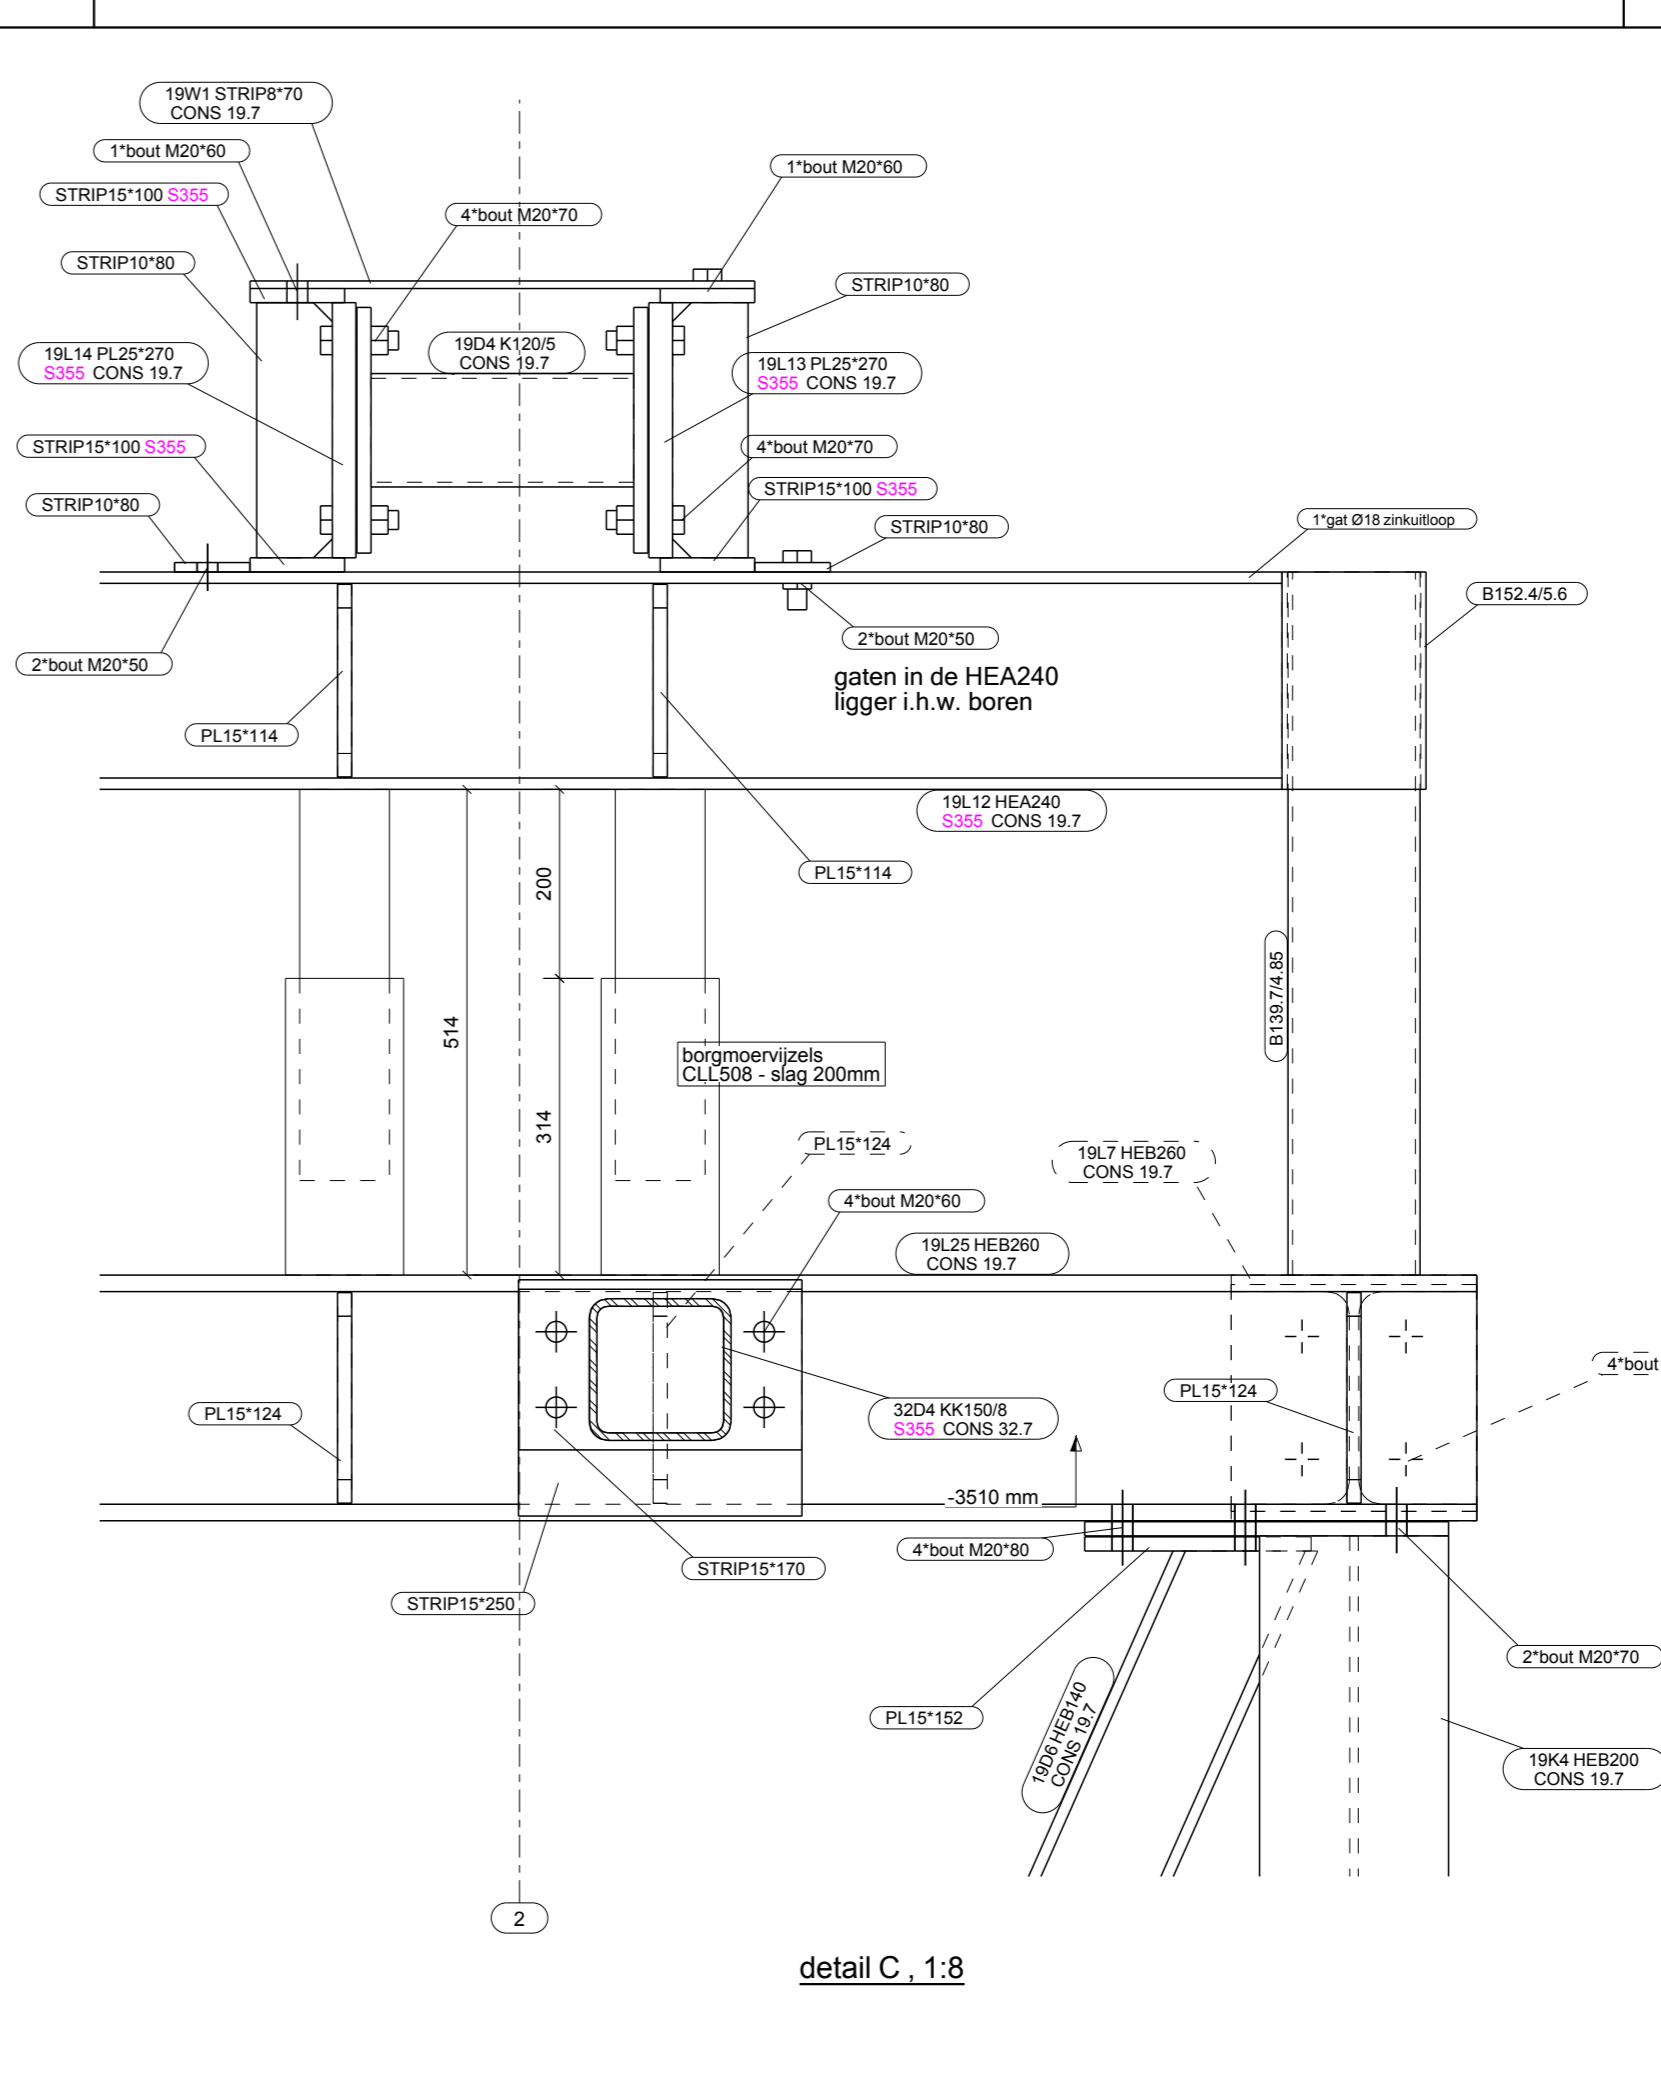 19W1 STRIP8*70
CONS 19.7
1*bout M20*60
1*bout M20*60
STRIP15*100 S355
4*bout M20*70
STRIP10*80
STRIP10*80
19D4 K120/5
CONS 19.7
19L14 PL25*270
S355 CONS 19.7
19L13 PL25*270
S355 CONS 19.7
STRIP15*100 S355
4*bout M20*70
STRIP15*100 S355
STRIP10*80
STRIP10*80
1*gat Ø18 zinkuitloop
B152.4/5.6
2*bout M20*50
2*bout M20*50
gaten in de HEA240
ligger i.h.w. boren
PL15*114
19L12 HEA240
S355 CONS 19.7
PL15*114
200
B139.7/4.85
514
borgmoervijzels
CLL508 - slag 200mm
314
PL15*124
19L7 HEB260
CONS 19.7
4*bout M20*60
19L25 HEB260
CONS 19.7
4*bout
PL15*124
PL15*124
32D4 KK150/8
S355 CONS 32.7
-3510 mm
4*bout M20*80
STRIP15*170
STRIP15*250
2*bout M20*70
PL15*152
19D6 HEB140
CONS 19.7
19K4 HEB200
CONS 19.7
2
detail C , 1:8